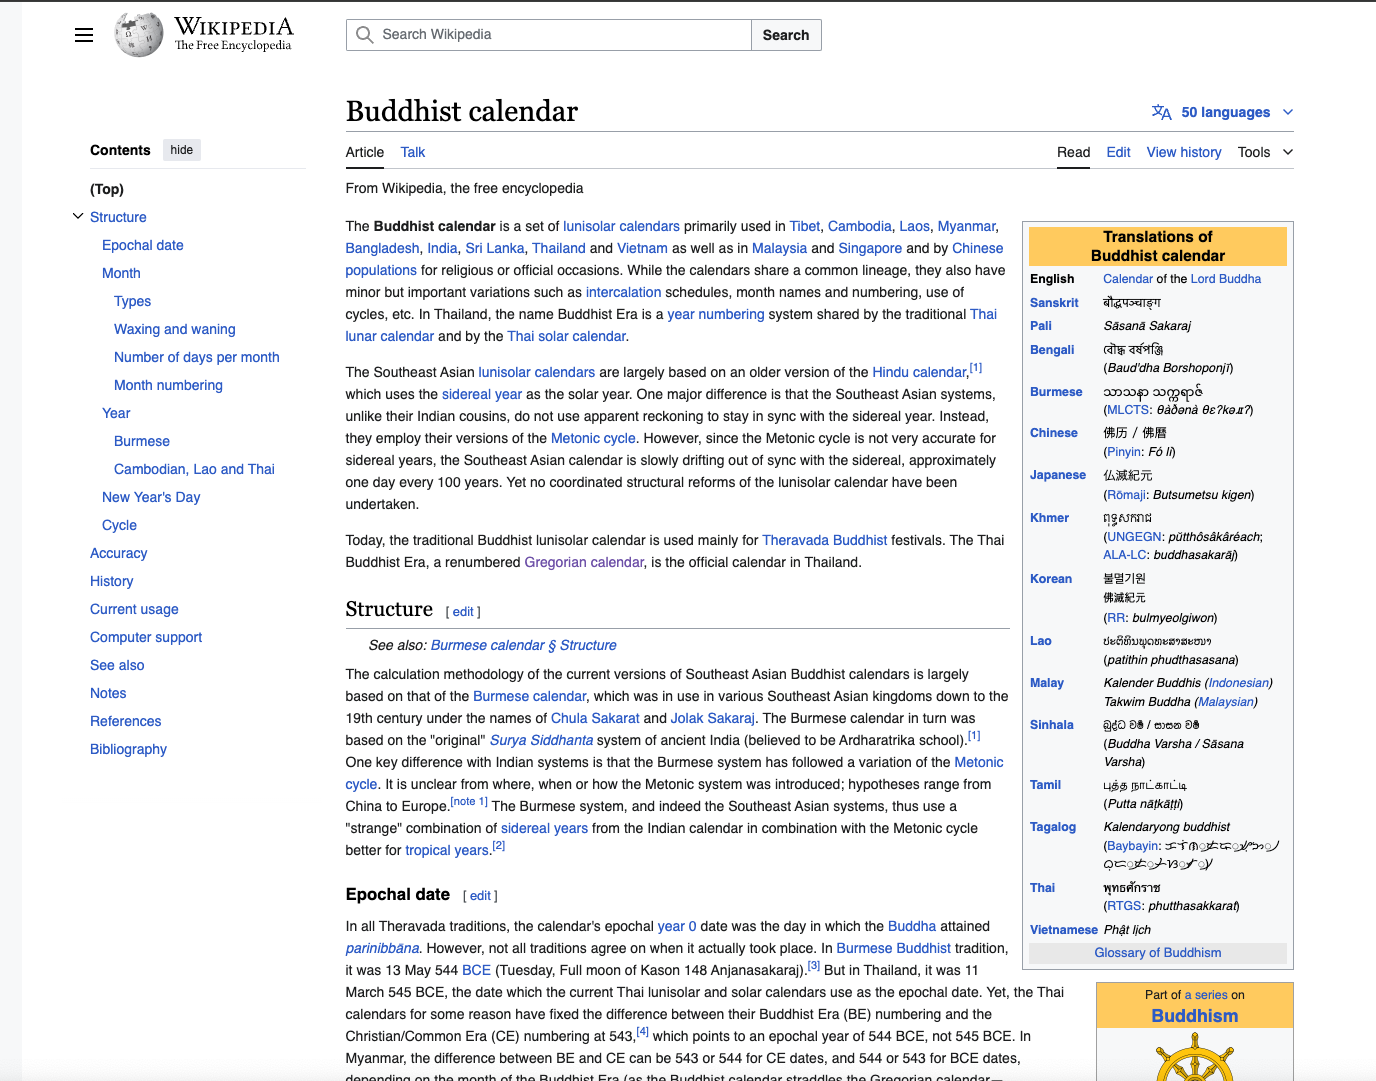 WIKIPEDIA
The Free Encyclopedia
Search Wikipedia
Search
Buddhist calendar
50 languages
Contents
hide
(Top)
Structure
Epochal date
Month
Types
Waxing and waning
Number of days per month
Month numbering
Year
Burmese
Cambodian, Lao and Thai
New Year's Day
Cycle
Accuracy
History
Current usage
Computer support
See also
Notes
References
Bibliography
Article Talk
Read Edit View history Tools
From Wikipedia, the free encyclopedia
The Buddhist calendar is a set of lunisolar calendars primarily used in Tibet, Cambodia, Laos, Myanmar,
Bangladesh, India, Sri Lanka, Thailand and Vietnam as well as in Malaysia and Singapore and by Chinese
populations for religious or official occasions. While the calendars share a common lineage, they also have
minor but important variations such as intercalation schedules, month names and numbering, use of
cycles, etc. In Thailand, the name Buddhist Era is a year numbering system shared by the traditional Thai
lunar calendar and by the Thai solar calendar.
The Southeast Asian lunisolar calendars are largely based on an older version of the Hindu calendar,[1]
which uses the sidereal year as the solar year. One major difference is that the Southeast Asian systems,
unlike their Indian cousins, do not use apparent reckoning to stay in sync with the sidereal year. Instead,
they employ their versions of the Metonic cycle. However, since the Metonic cycle is not very accurate for
sidereal years, the Southeast Asian calendar is slowly drifting out of sync with the sidereal, approximately
one day every 100 years. Yet no coordinated structural reforms of the lunisolar calendar have been
undertaken.
Today, the traditional Buddhist lunisolar calendar is used mainly for Theravada Buddhist festivals. The Thai
Buddhist Era, a renumbered Gregorian calendar, is the official calendar in Thailand.
Structure [ edit ]
See also: Burmese calendar § Structure
The calculation methodology of the current versions of Southeast Asian Buddhist calendars is largely
based on that of the Burmese calendar, which was in use in various Southeast Asian kingdoms down to the
19th century under the names of Chula Sakarat and Jolak Sakaraj. The Burmese calendar in turn was
based on the "original" Surya Siddhanta system of ancient India (believed to be Ardharatrika school).[1]
One key difference with Indian systems is that the Burmese system has followed a variation of the Metonic
cycle. It is unclear from where, when or how the Metonic system was introduced; hypotheses range from
China to Europe.[note 1] The Burmese system, and indeed the Southeast Asian systems, thus use a
"strange" combination of sidereal years from the Indian calendar in combination with the Metonic cycle
better for tropical years.[2]
Epochal date [ edit ]
In all Theravada traditions, the calendar's epochal year 0 date was the day in which the Buddha attained
parinibbāna. However, not all traditions agree on when it actually took place. In Burmese Buddhist tradition,
it was 13 May 544 BCE (Tuesday, Full moon of Kason 148 Anjanasakaraj).[3] But in Thailand, it was 11
March 545 BCE, the date which the current Thai lunisolar and solar calendars use as the epochal date. Yet, the Thai
calendars for some reason have fixed the difference between their Buddhist Era (BE) numbering and the
Christian/Common Era (CE) numbering at 543,[4] which points to an epochal year of 544 BCE, not 545 BCE. In
Myanmar, the difference between BE and CE can be 543 or 544 for CE dates, and 544 or 543 for BCE dates,
depending on the month of the Buddhist Era (as the Buddhist calendar straddles the Gregorian calendar—
Translations of
Buddhist calendar
English Calendar of the Lord Buddha
Sanskrit बौद्धपञ्चाङ्ग
Pali Sāsanā Sakaraj
Bengali বৌদ্ধ বর্ষপঞ্জি
(Baud'dha Borshoponjī)
Burmese သာသနာ သက္ကရာဇ်
(MLCTS: θàðənà θɛʔkəɹɪʔ)
Chinese 佛历 / 佛曆
(Pinyin: Fó lì)
Japanese 仏滅紀元
(Rōmaji: Butsumetsu kigen)
Khmer ពុទ្ធសករាជ
(UNGEGN: pŭtthôsâkâréach;
ALA-LC: buddhasakarāj)
Korean 불멸기원
佛滅紀元
(RR: bulmyeolgiwon)
Lao ປະຕິທິນພຸດທະສາສະໜາ
(patithin phudthasasana)
Malay Kalender Buddhis (Indonesian)
Takwim Buddha (Malaysian)
Sinhala බුද්ධ වර්‍ෂ / සාසන වර්‍ෂ
(Buddha Varsha / Sāsana
Varsha)
Tamil புத்த நாட்காட்டி
(Putta nāṭkāṭṭi)
Tagalog Kalendaryong buddhist
(Baybayin:
Thai พุทธศักราช
(RTGS: phutthasakkarat)
Vietnamese Phật lịch
Glossary of Buddhism
Part of a series on
Buddhism